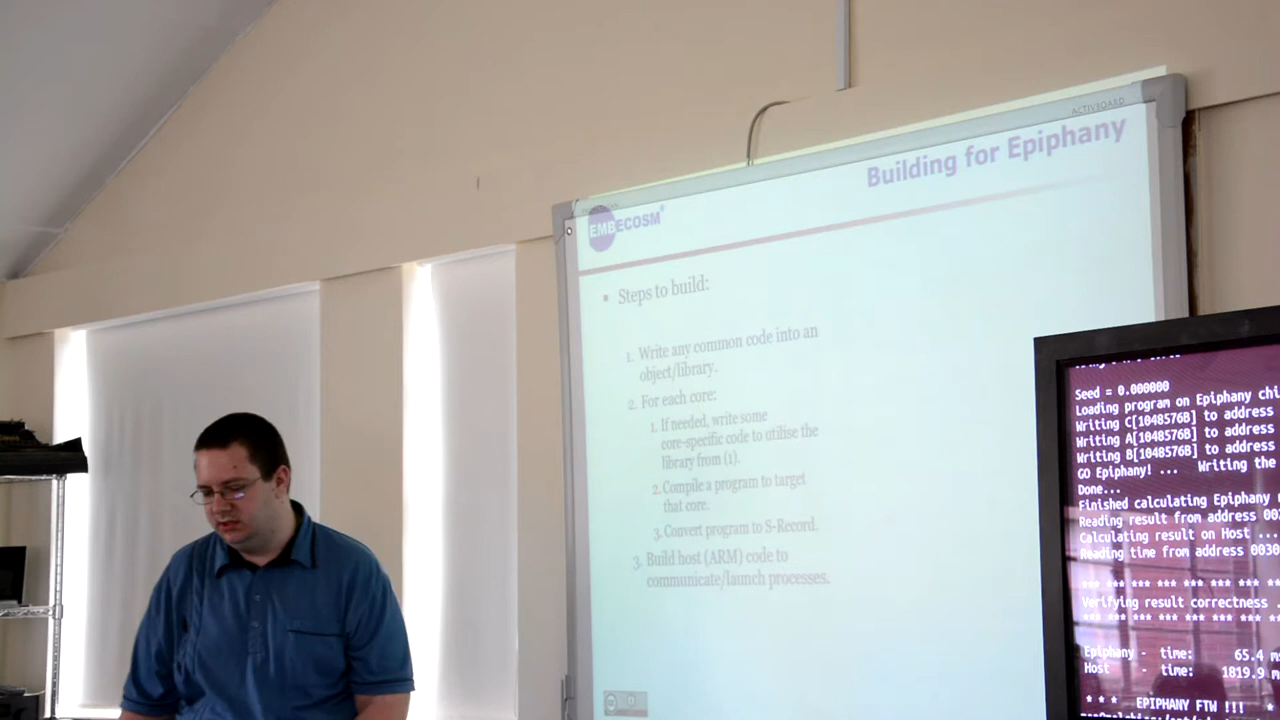 ACTIVBOARD
Building for Epiphany
EMBECOSM®
Steps to build:
1. Write any common code into an
object/library.
2. For each core:
1. If needed, write some
core-specific code to utilise the
library from (1).
2. Compile a program to target
that core.
3. Convert program to S-Record.
3. Build host (ARM) code to
communicate/launch processes.
Seed = 0.000000
Loading program on Epiphany chi
Writing C[1048576B] to address
Writing A[1048576B] to address
Writing B[1048576B] to address
GO Epiphany! ... Writing the
Done...
Finished calculating Epiphany
Reading result from address 00
Calculating result on Host ...
Reading time from address 0030
*** *** *** *** *** *** ***
Verifying result correctness .
*** *** *** *** *** *** ***
Epiphany - time: 65.4 m
Host - time: 1819.9 m
* * * EPIPHANY FTW !!! *